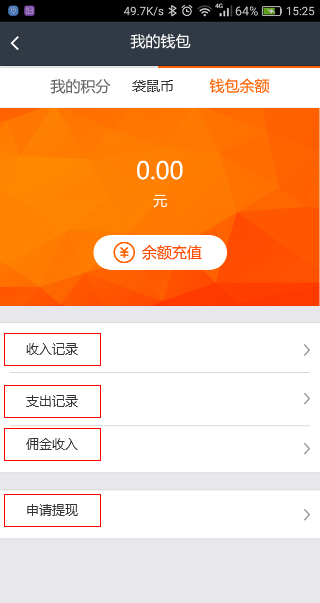 49.7K/s 4G 64% 15:25
我的钱包
我的积分 袋鼠币 钱包余额
0.00
元
余额充值
收入记录
支出记录
佣金收入
申请提现